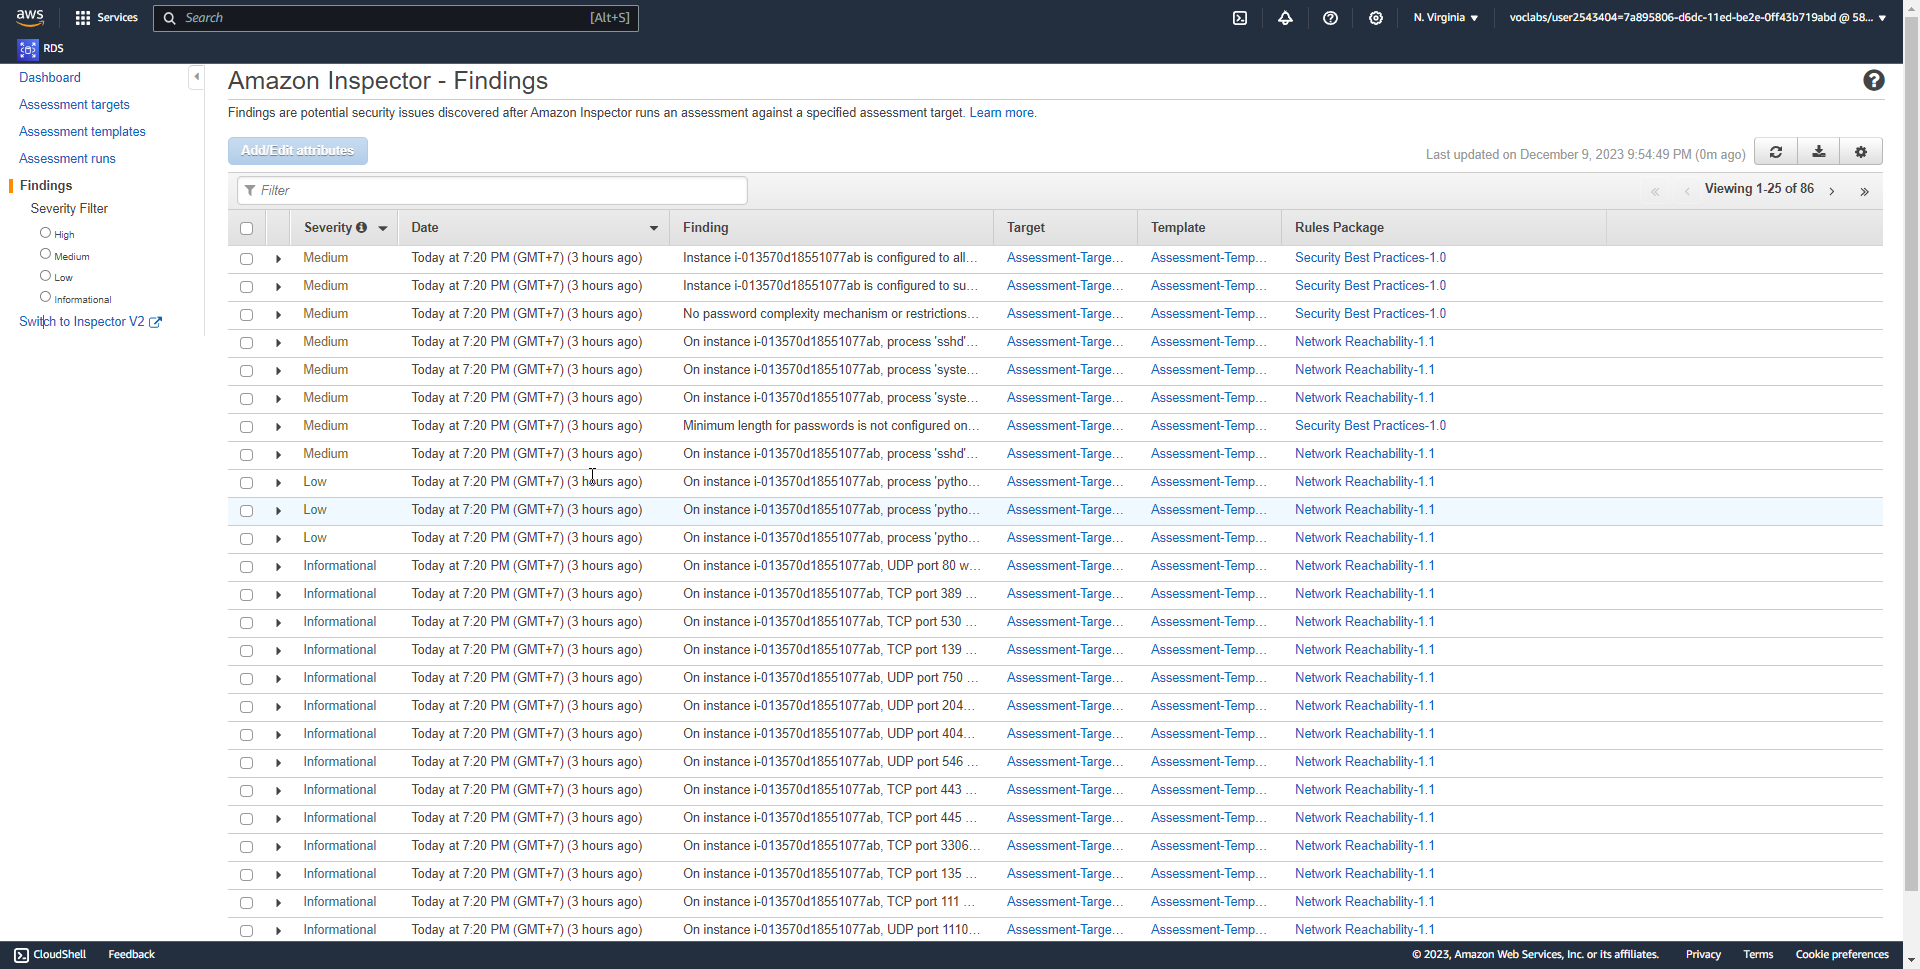 aws Services Search [Alt+S] N. Virginia voclabs/user2543404=7a895806-d6dc-11ed-be2e-0ff43b719abd @ 58...
RDS
Dashboard
Assessment targets
Assessment templates
Assessment runs
Findings
Severity Filter
High
Medium
Low
Informational
Switch to Inspector V2
Amazon Inspector - Findings
Findings are potential security issues discovered after Amazon Inspector runs an assessment against a specified assessment target. Learn more.
Add/Edit attributes
Last updated on December 9, 2023 9:54:49 PM (0m ago)
Filter
Viewing 1-25 of 86
Severity Date Finding Target Template Rules Package
Medium Today at 7:20 PM (GMT+7) (3 hours ago) Instance i-013570d18551077ab is configured to all... Assessment-Targe... Assessment-Temp... Security Best Practices-1.0
Medium Today at 7:20 PM (GMT+7) (3 hours ago) Instance i-013570d18551077ab is configured to su... Assessment-Targe... Assessment-Temp... Security Best Practices-1.0
Medium Today at 7:20 PM (GMT+7) (3 hours ago) No password complexity mechanism or restrictions... Assessment-Targe... Assessment-Temp... Security Best Practices-1.0
Medium Today at 7:20 PM (GMT+7) (3 hours ago) On instance i-013570d18551077ab, process 'sshd'... Assessment-Targe... Assessment-Temp... Network Reachability-1.1
Medium Today at 7:20 PM (GMT+7) (3 hours ago) On instance i-013570d18551077ab, process 'syste... Assessment-Targe... Assessment-Temp... Network Reachability-1.1
Medium Today at 7:20 PM (GMT+7) (3 hours ago) On instance i-013570d18551077ab, process 'syste... Assessment-Targe... Assessment-Temp... Network Reachability-1.1
Medium Today at 7:20 PM (GMT+7) (3 hours ago) Minimum length for passwords is not configured on... Assessment-Targe... Assessment-Temp... Security Best Practices-1.0
Medium Today at 7:20 PM (GMT+7) (3 hours ago) On instance i-013570d18551077ab, process 'sshd'... Assessment-Targe... Assessment-Temp... Network Reachability-1.1
Low Today at 7:20 PM (GMT+7) (3 hours ago) On instance i-013570d18551077ab, process 'pytho... Assessment-Targe... Assessment-Temp... Network Reachability-1.1
Low Today at 7:20 PM (GMT+7) (3 hours ago) On instance i-013570d18551077ab, process 'pytho... Assessment-Targe... Assessment-Temp... Network Reachability-1.1
Low Today at 7:20 PM (GMT+7) (3 hours ago) On instance i-013570d18551077ab, process 'pytho... Assessment-Targe... Assessment-Temp... Network Reachability-1.1
Informational Today at 7:20 PM (GMT+7) (3 hours ago) On instance i-013570d18551077ab, UDP port 80 w... Assessment-Targe... Assessment-Temp... Network Reachability-1.1
Informational Today at 7:20 PM (GMT+7) (3 hours ago) On instance i-013570d18551077ab, TCP port 389 ... Assessment-Targe... Assessment-Temp... Network Reachability-1.1
Informational Today at 7:20 PM (GMT+7) (3 hours ago) On instance i-013570d18551077ab, TCP port 530 ... Assessment-Targe... Assessment-Temp... Network Reachability-1.1
Informational Today at 7:20 PM (GMT+7) (3 hours ago) On instance i-013570d18551077ab, TCP port 139 ... Assessment-Targe... Assessment-Temp... Network Reachability-1.1
Informational Today at 7:20 PM (GMT+7) (3 hours ago) On instance i-013570d18551077ab, UDP port 750 ... Assessment-Targe... Assessment-Temp... Network Reachability-1.1
Informational Today at 7:20 PM (GMT+7) (3 hours ago) On instance i-013570d18551077ab, UDP port 204... Assessment-Targe... Assessment-Temp... Network Reachability-1.1
Informational Today at 7:20 PM (GMT+7) (3 hours ago) On instance i-013570d18551077ab, UDP port 404... Assessment-Targe... Assessment-Temp... Network Reachability-1.1
Informational Today at 7:20 PM (GMT+7) (3 hours ago) On instance i-013570d18551077ab, UDP port 546 ... Assessment-Targe... Assessment-Temp... Network Reachability-1.1
Informational Today at 7:20 PM (GMT+7) (3 hours ago) On instance i-013570d18551077ab, TCP port 443 ... Assessment-Targe... Assessment-Temp... Network Reachability-1.1
Informational Today at 7:20 PM (GMT+7) (3 hours ago) On instance i-013570d18551077ab, TCP port 445 ... Assessment-Targe... Assessment-Temp... Network Reachability-1.1
Informational Today at 7:20 PM (GMT+7) (3 hours ago) On instance i-013570d18551077ab, TCP port 3306... Assessment-Targe... Assessment-Temp... Network Reachability-1.1
Informational Today at 7:20 PM (GMT+7) (3 hours ago) On instance i-013570d18551077ab, TCP port 135 ... Assessment-Targe... Assessment-Temp... Network Reachability-1.1
Informational Today at 7:20 PM (GMT+7) (3 hours ago) On instance i-013570d18551077ab, TCP port 111 ... Assessment-Targe... Assessment-Temp... Network Reachability-1.1
Informational Today at 7:20 PM (GMT+7) (3 hours ago) On instance i-013570d18551077ab, UDP port 1110... Assessment-Targe... Assessment-Temp... Network Reachability-1.1
CloudShell Feedback © 2023, Amazon Web Services, Inc. or its affiliates. Privacy Terms Cookie preferences